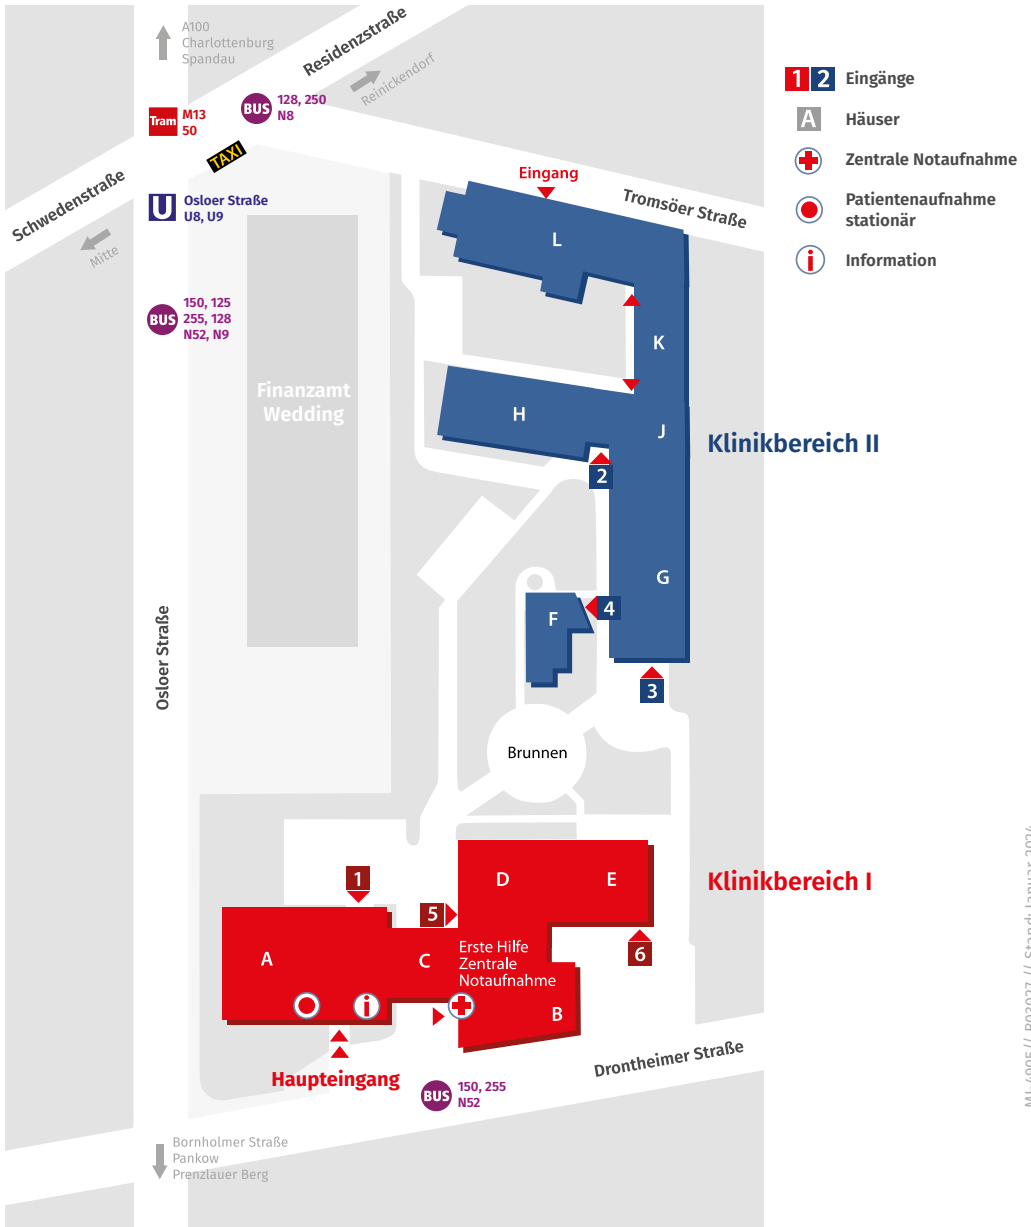 A100
Charlottenburg
Spandau
Residenzstraße
Reinickendorf
Tram
M13
50
BUS
128, 250
N8
TAXI
Schwedenstraße
Mitte
U
Osloer Straße
U8, U9
BUS
150, 125
255, 128
N52, N9
Finanzamt
Wedding
Osloer Straße
Eingang
Tromsöer Straße
L
K
H
J
2
G
F
4
3
Klinikbereich II
Brunnen
1
D
E
5
Klinikbereich I
A
C
Erste Hilfe
Zentrale
Notaufnahme
6
i
B
Haupteingang
BUS
150, 255
N52
Drontheimer Straße
Bornholmer Straße
Pankow
Prenzlauer Berg
1 2 Eingänge
A Häuser
Zentrale Notaufnahme
Patientenaufnahme
stationär
i Information